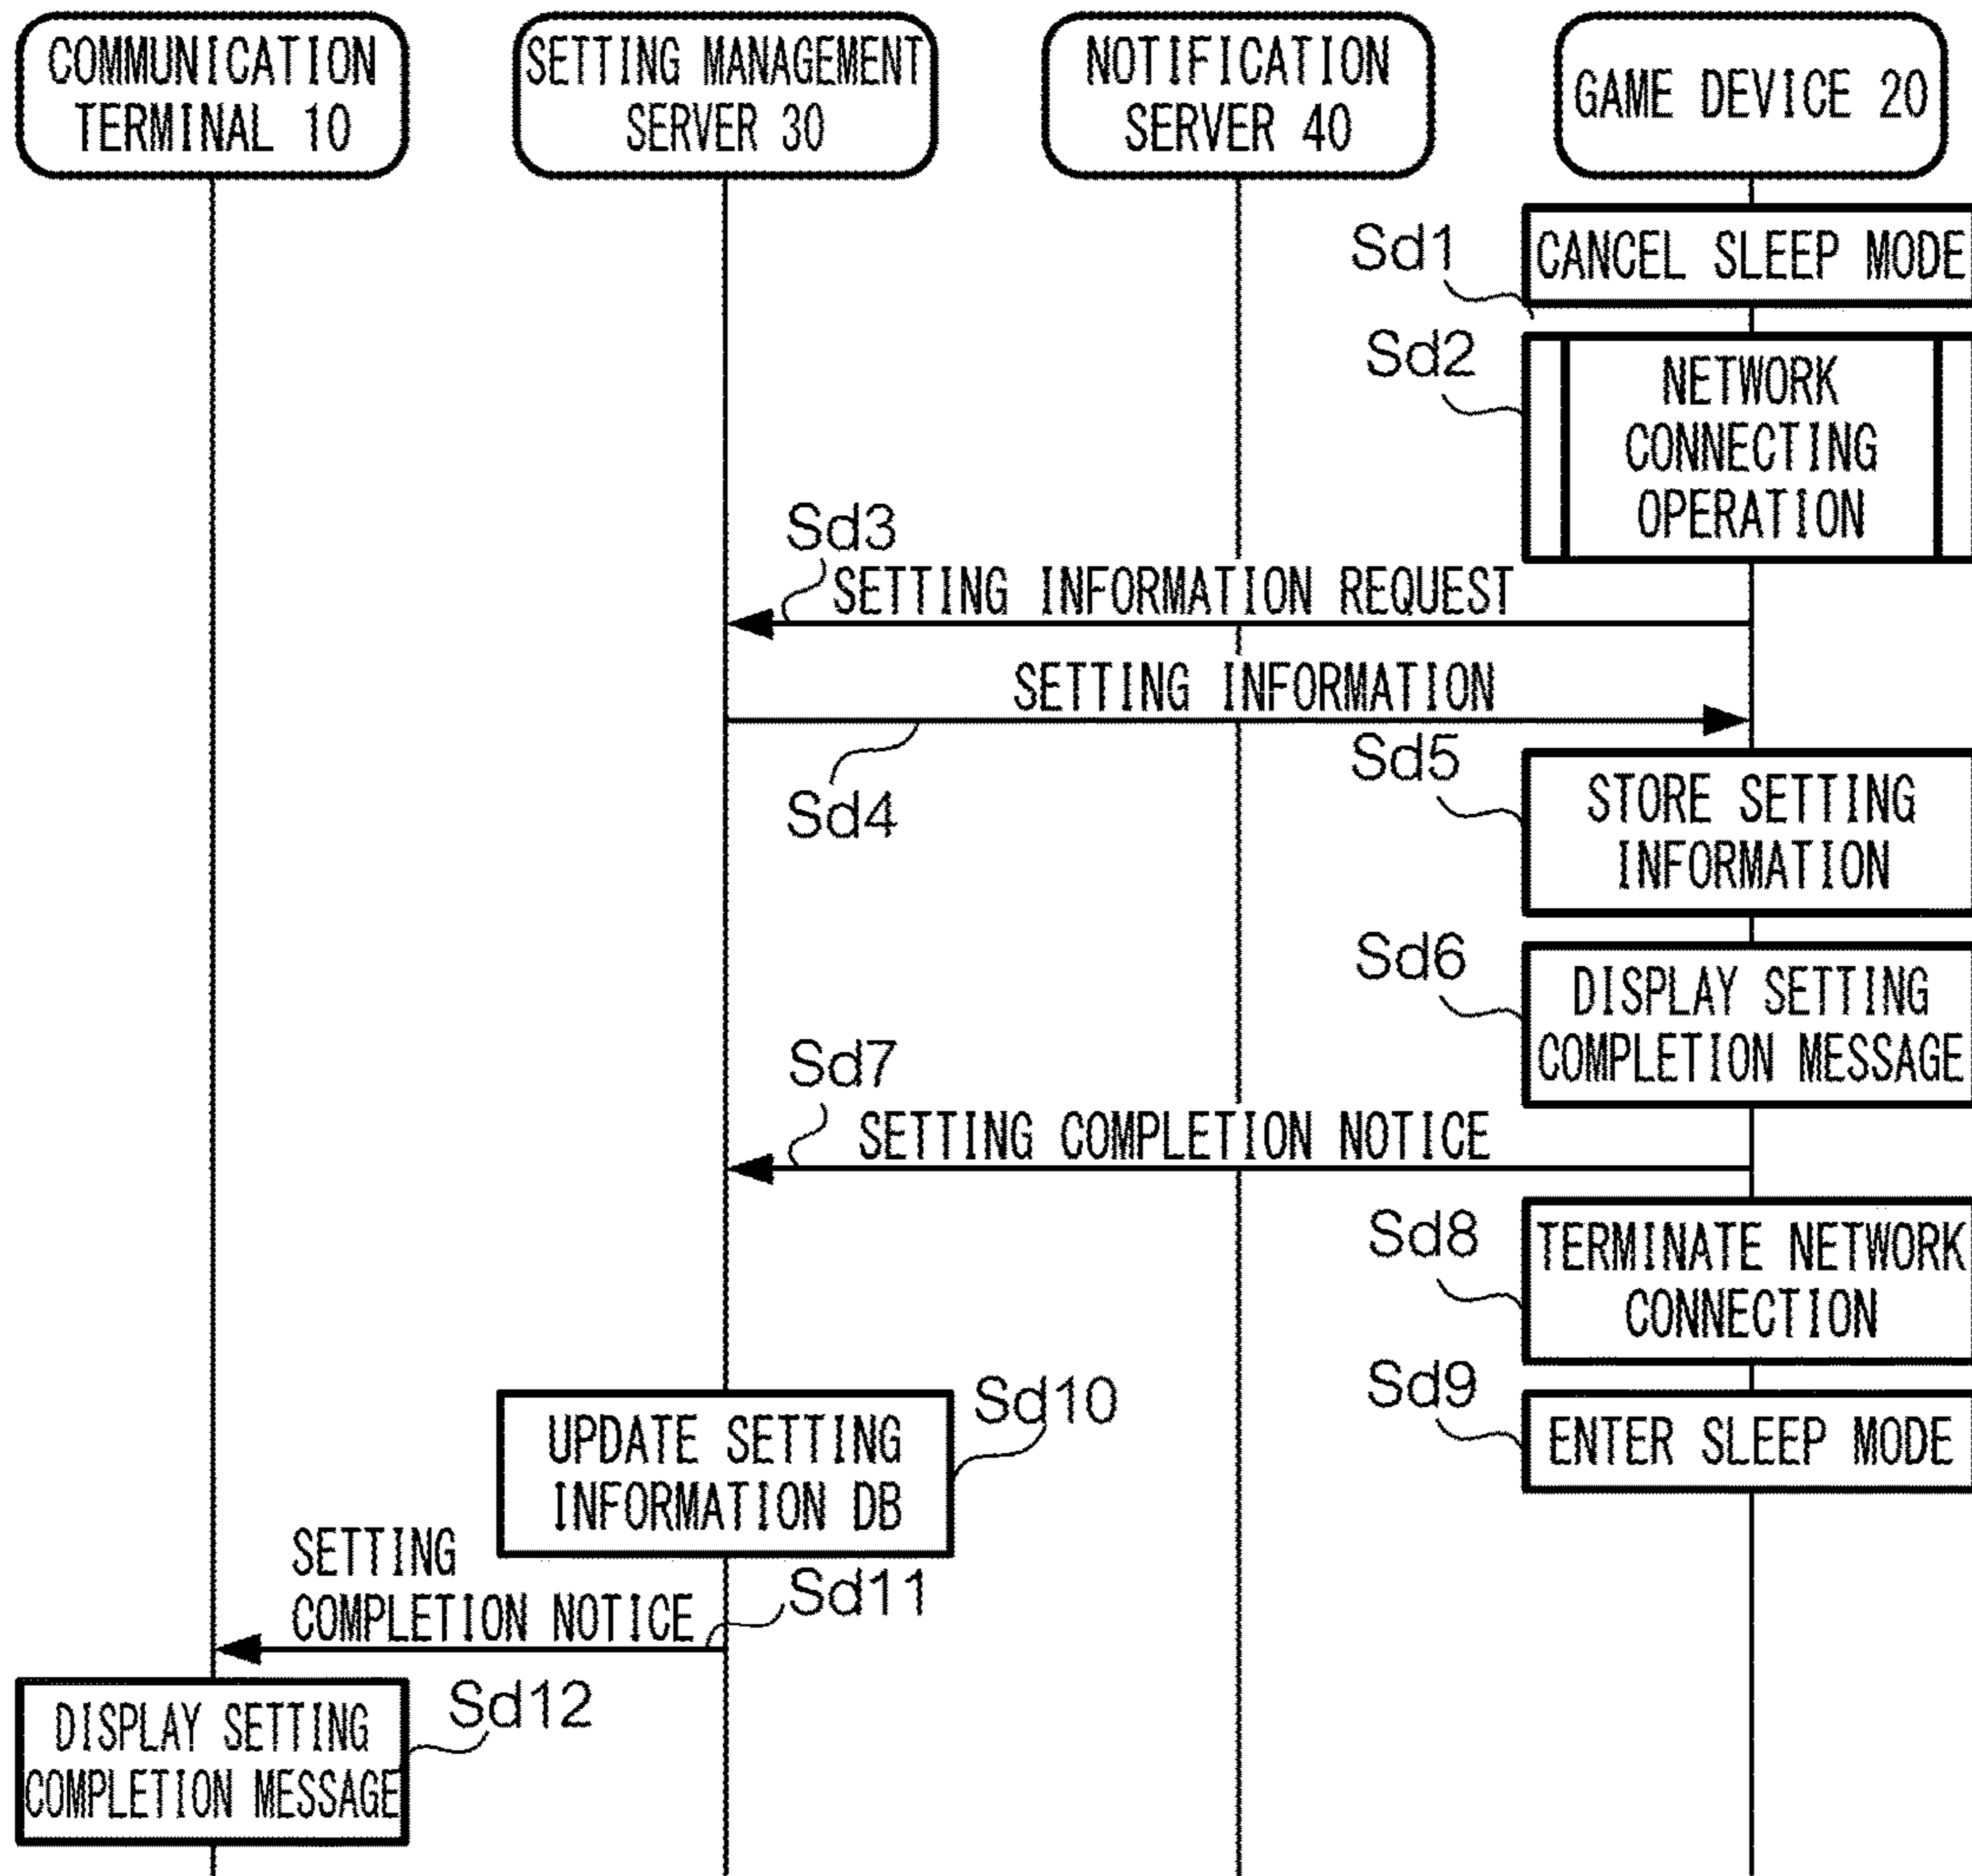 COMMUNICATION
TERMINAL 10
SETTING MANAGEMENT
SERVER 30
NOTIFICATION
SERVER 40
GAME DEVICE 20
Sd1
CANCEL SLEEP MODE
Sd2
NETWORK
CONNECTING
OPERATION
Sd3
SETTING INFORMATION REQUEST
SETTING INFORMATION
Sd4
Sd5
STORE SETTING
INFORMATION
Sd6
DISPLAY SETTING
COMPLETION MESSAGE
Sd7
SETTING COMPLETION NOTICE
Sd8
TERMINATE NETWORK
CONNECTION
Sd9
ENTER SLEEP MODE
UPDATE SETTING
INFORMATION DB
Sd10
SETTING
COMPLETION NOTICE
Sd11
DISPLAY SETTING
COMPLETION MESSAGE
Sd12